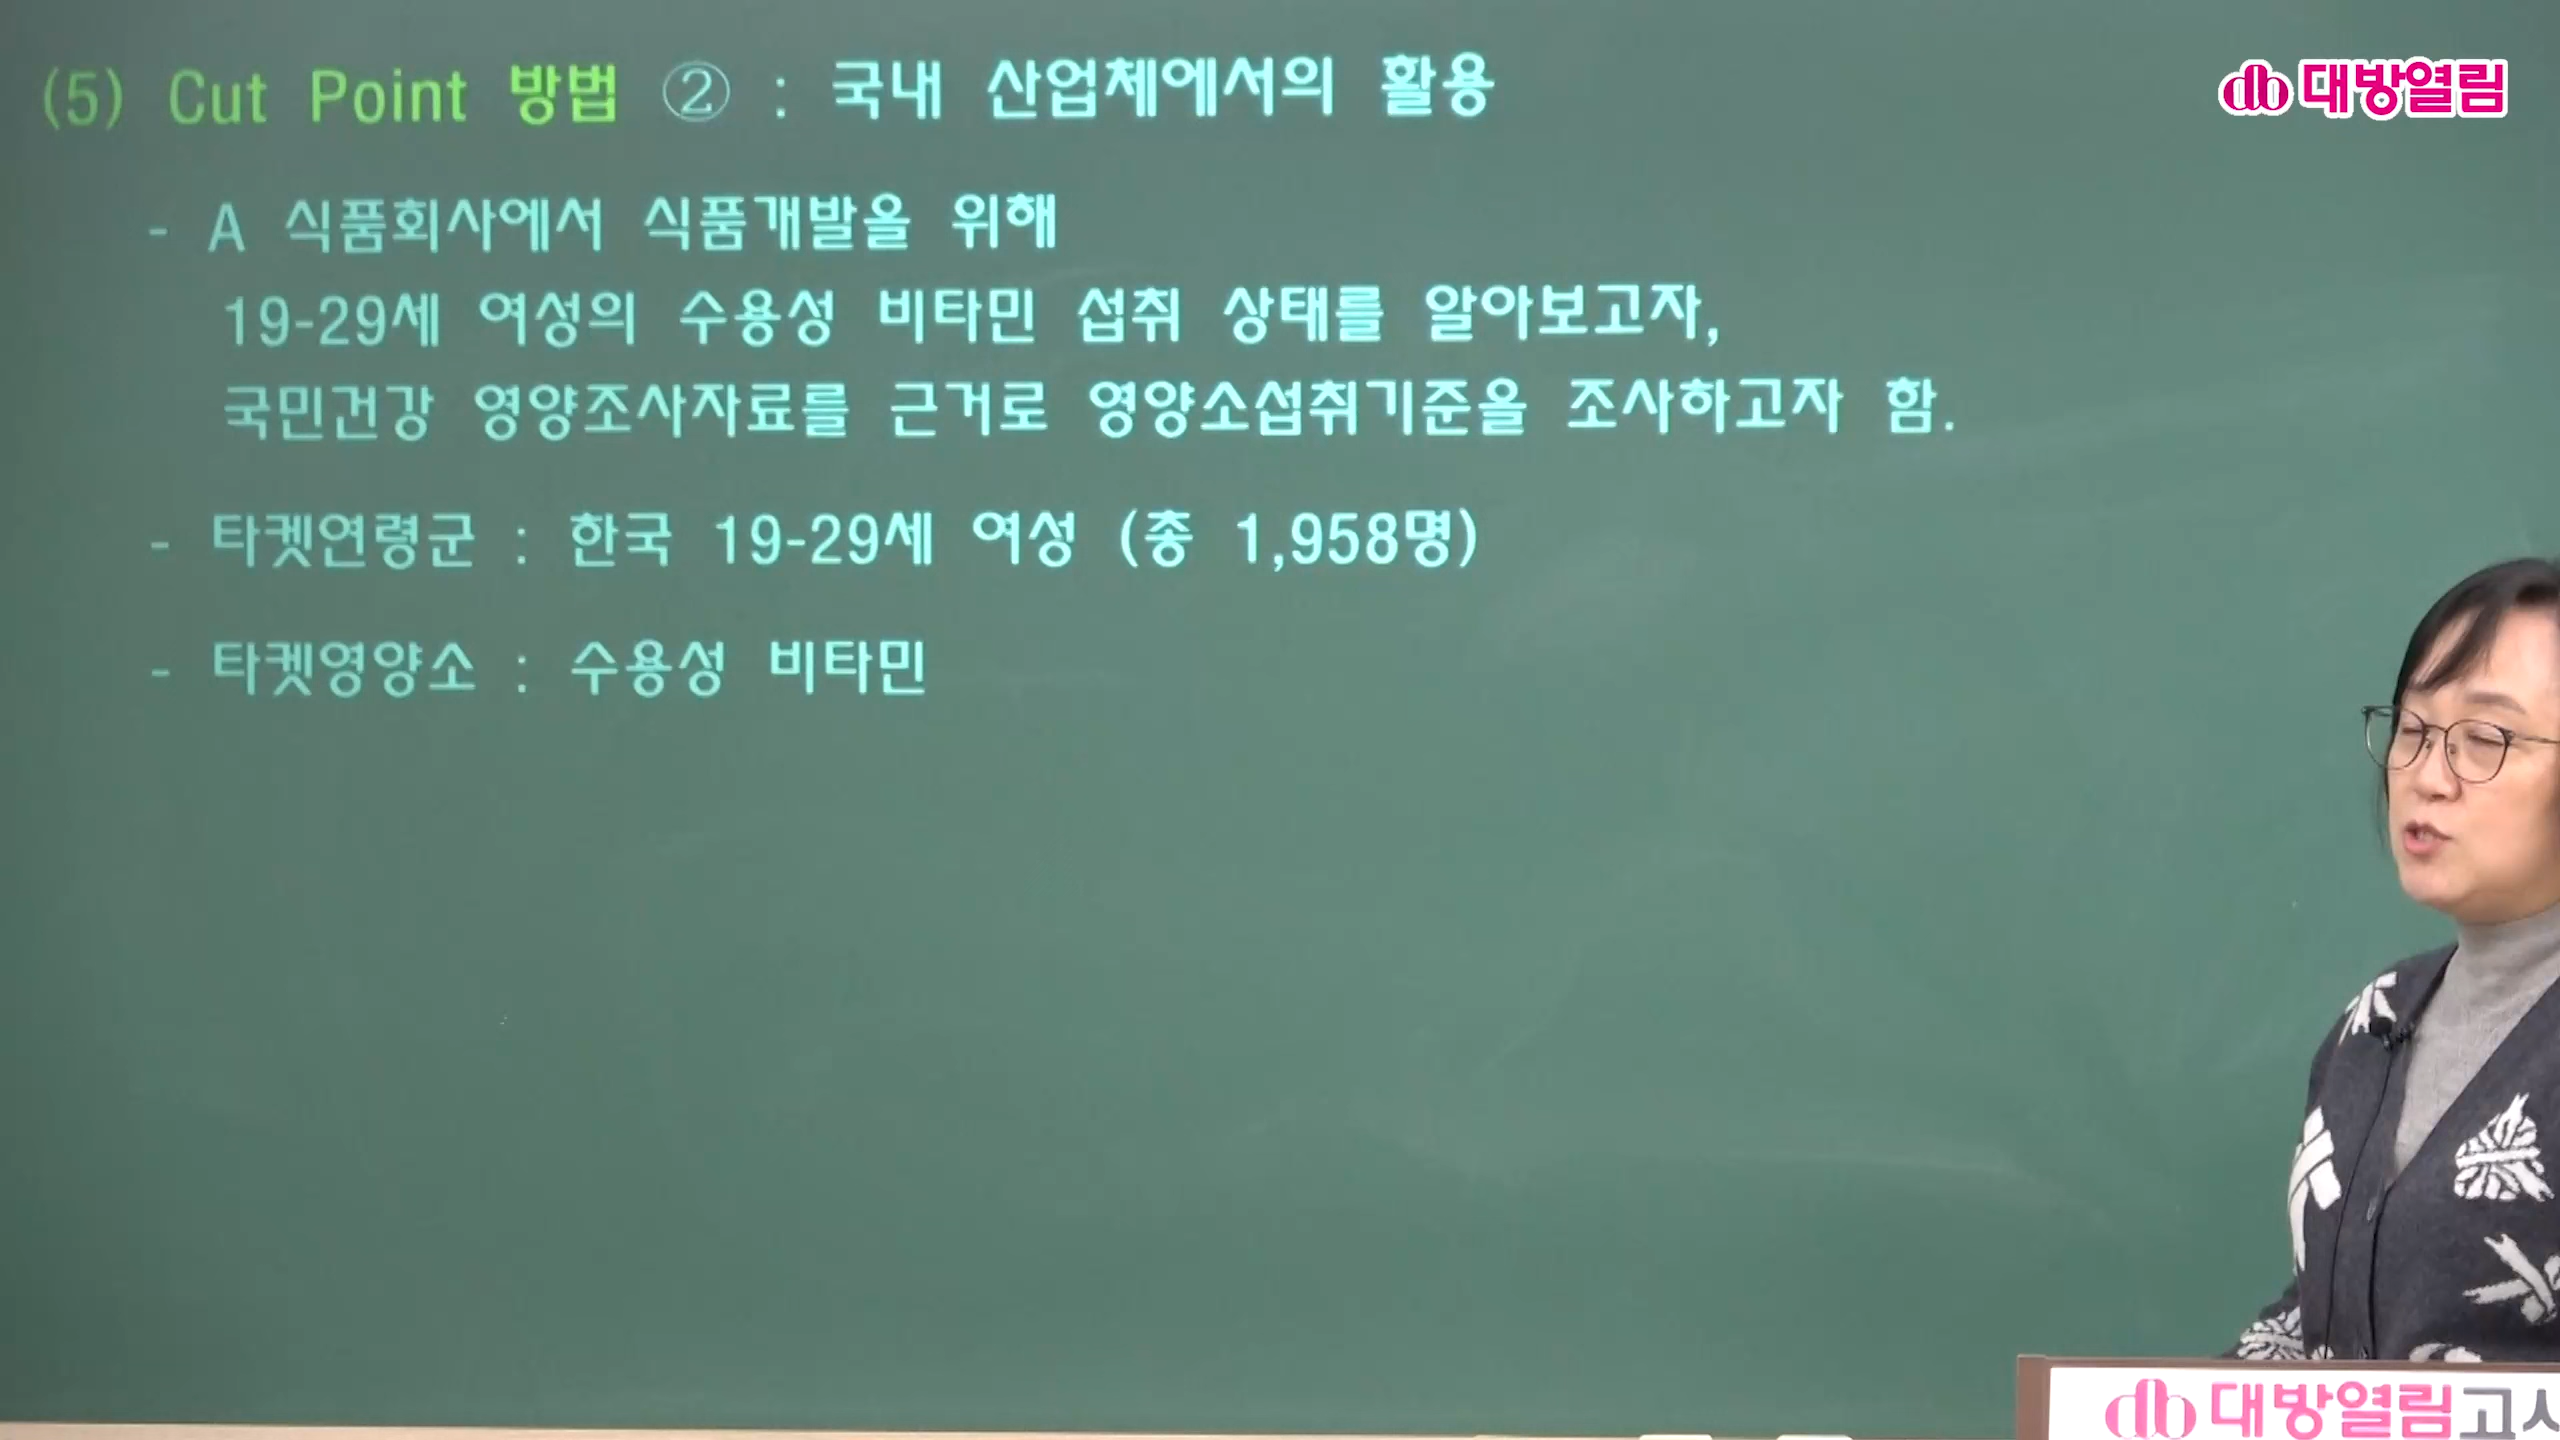 (5) Cut Point 방법 ② : 국내 산업체에서의 활용
대방열림
- A 식품회사에서 식품개발을 위해
19-29세 여성의 수용성 비타민 섭취 상태를 알아보고자,
국민건강 영양조사자료를 근거로 영양소섭취기준을 조사하고자 함.
- 타켓연령군 : 한국 19-29세 여성 (총 1,958명)
- 타켓영양소 : 수용성 비타민
대방열림고시